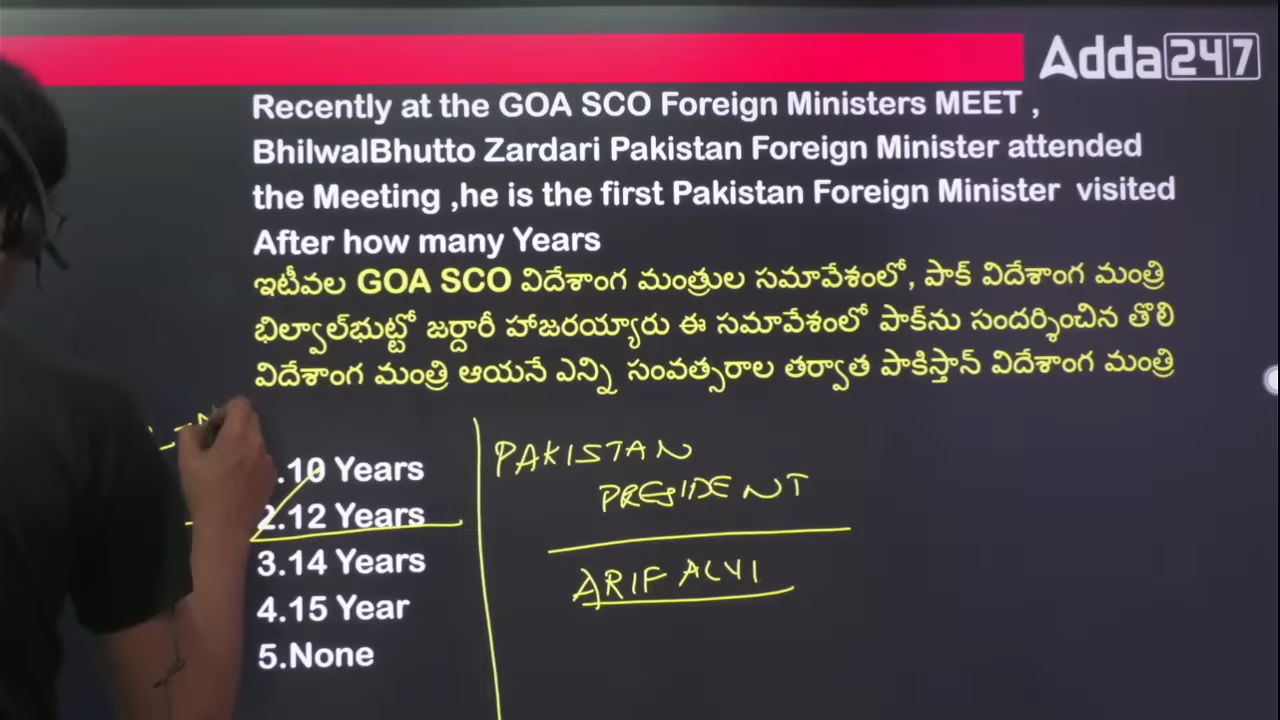 Adda247
Recently at the GOA SCO Foreign Ministers MEET ,
BhilwalBhutto Zardari Pakistan Foreign Minister attended
the Meeting ,he is the first Pakistan Foreign Minister visited
After how many Years
ఇటీవల GOA SCO విదేశాంగ మంత్రుల సమావేశంలో, పాక్ విదేశాంగ మంత్రి
భిల్వాల్‌భుట్టో జర్దారీ హాజరయ్యారు ఈ సమావేశంలో పాక్‌ను సందర్శించిన తొలి
విదేశాంగ మంత్రి ఆయనే ఎన్ని సంవత్సరాల తర్వాత పాకిస్తాన్ విదేశాంగ మంత్రి
.10 Years
2.12 Years
3.14 Years
4.15 Year
5.None
PAKISTAN
PRESIDENT
ARIF ALVI